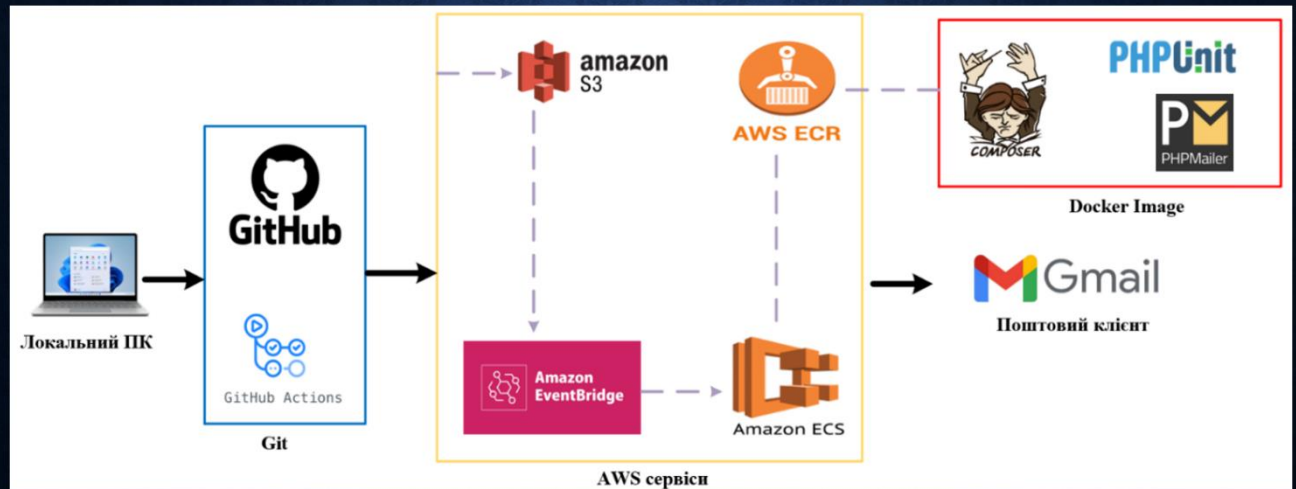 Локальний ПК
GitHub
GitHub Actions
Git
amazon
S3
AWS ECR
Amazon
EventBridge
Amazon ECS
AWS сервіси
COMPOSER
PHPUnit
P
PHPMailer
Docker Image
Gmail
Поштовий клієнт